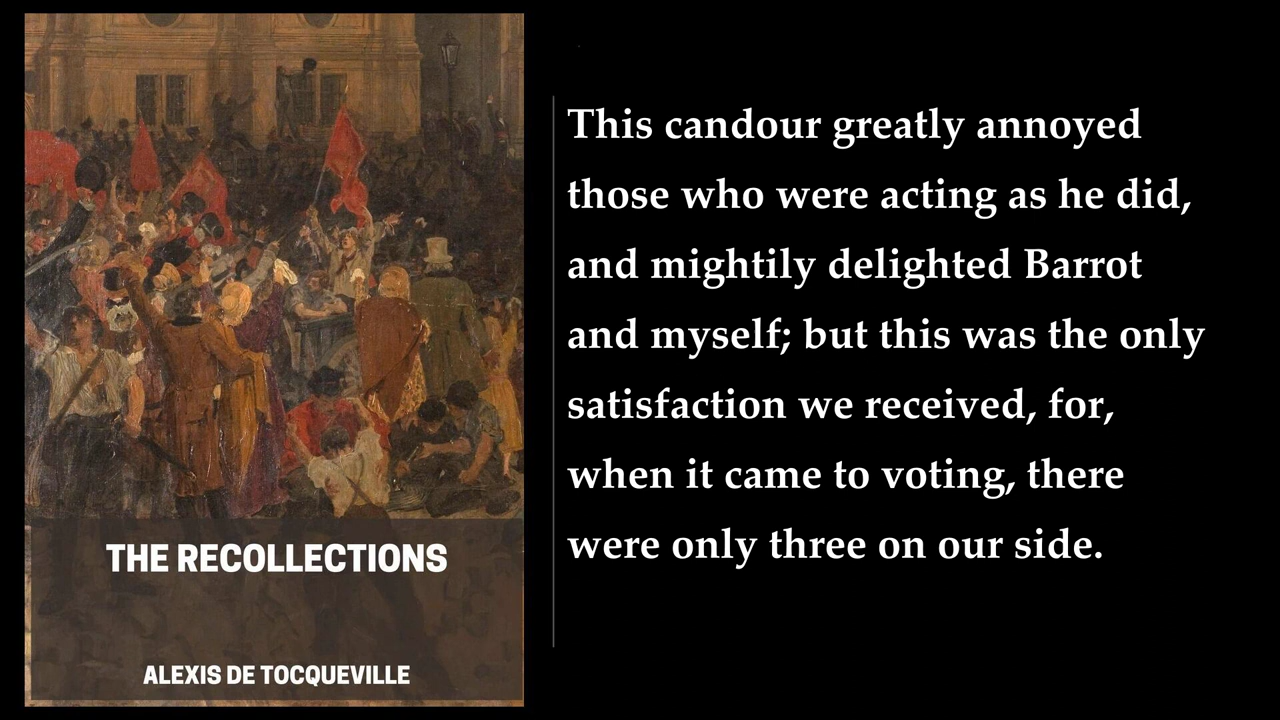 THE RECOLLECTIONS
ALEXIS DE TOCQUEVILLE
This candour greatly annoyed
those who were acting as he did,
and mightily delighted Barrot
and myself; but this was the only
satisfaction we received, for,
when it came to voting, there
were only three on our side.